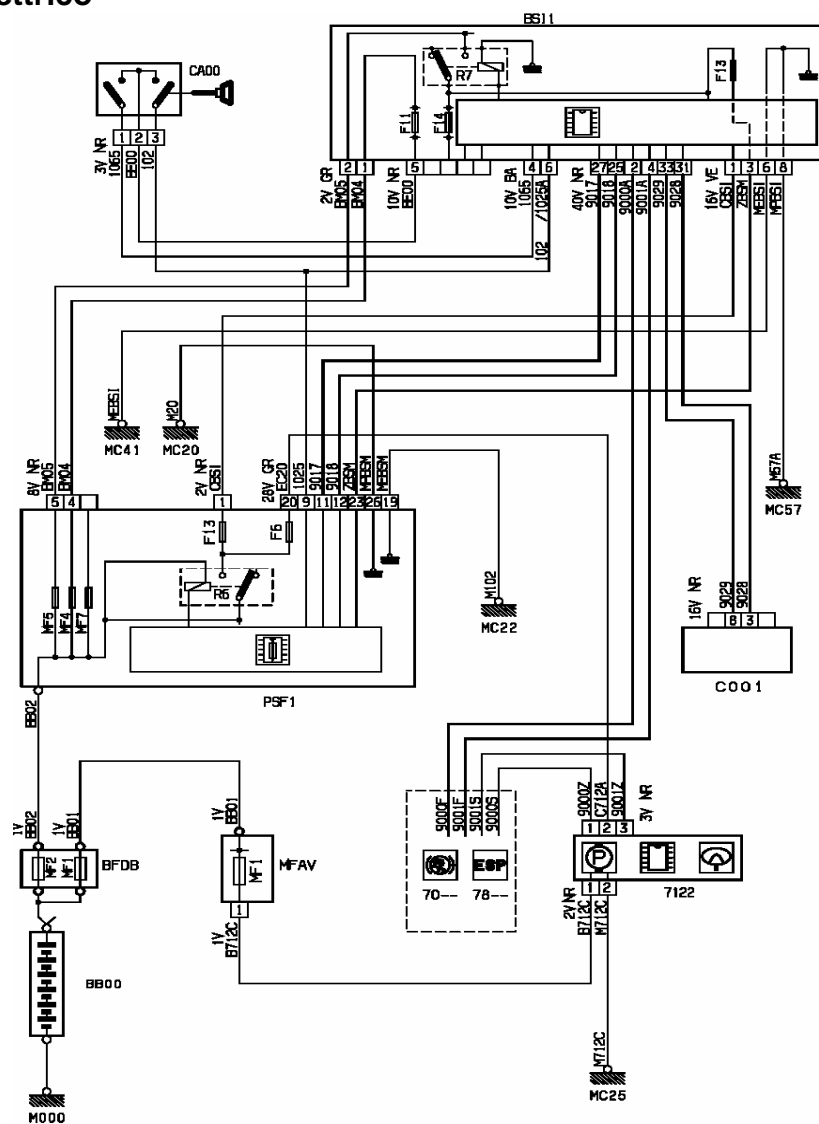 BSI1
CA00
R7
F13
F11
F14
1 2 3
3V NR
1065
BE00
102
2 1
2V GR
EM05
EM04
5
10V NR
BE00
4 6
10V BA
1065
/1025A
102
27 25 2 4 33 31
40V NR
9017
9018
9000A
9001A
9029
9028
1 3 6 8
16V VE
CBSI
ZBSM
MEBSI
MPBSI
MEBSI
MC41
M20
MC20
M57A
MC57
8V NR
EM05
EM04
5 4
2V NR
CBSI
1
28V GR
EC20
1025
9017
9018
ZBSM
MPBSM
MEBSM
20 9 11 12 23 26 19
F13
F6
R6
MF5
MF4
MF7
PSF1
M102
MC22
16V NR
9029
9028
8 3
C001
BB02
1V
BB02
1V
BB01
MF2
MF1
BFDB
1V
BB01
MF1
MFAV
1
1V
B712C
9000F
9001F
9001S
9000S
ESP
70--
78--
9000Z
C712A
9001Z
3V NR
1 2 3
P
7122
1 2
2V NR
B712C
M712C
BB00
M000
M712C
MC25